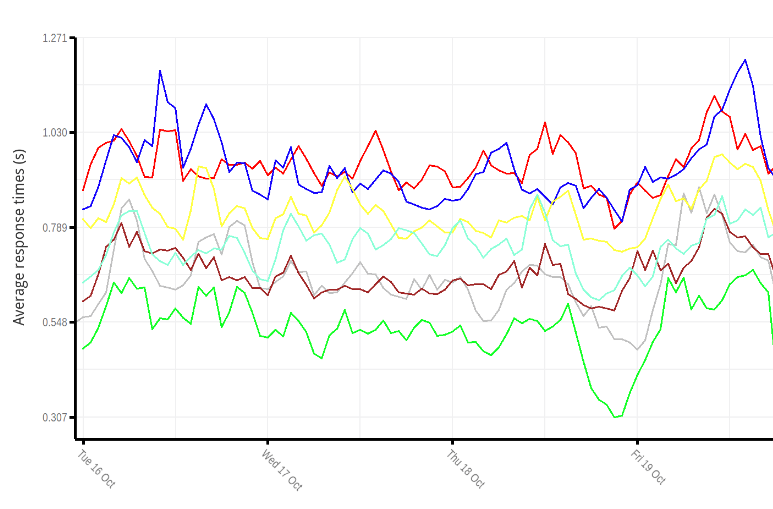 Average response times (s)
1.271
1.030
0.789
0.548
0.307
Tue 16 Oct
Wed 17 Oct
Thu 18 Oct
Fri 19 Oct